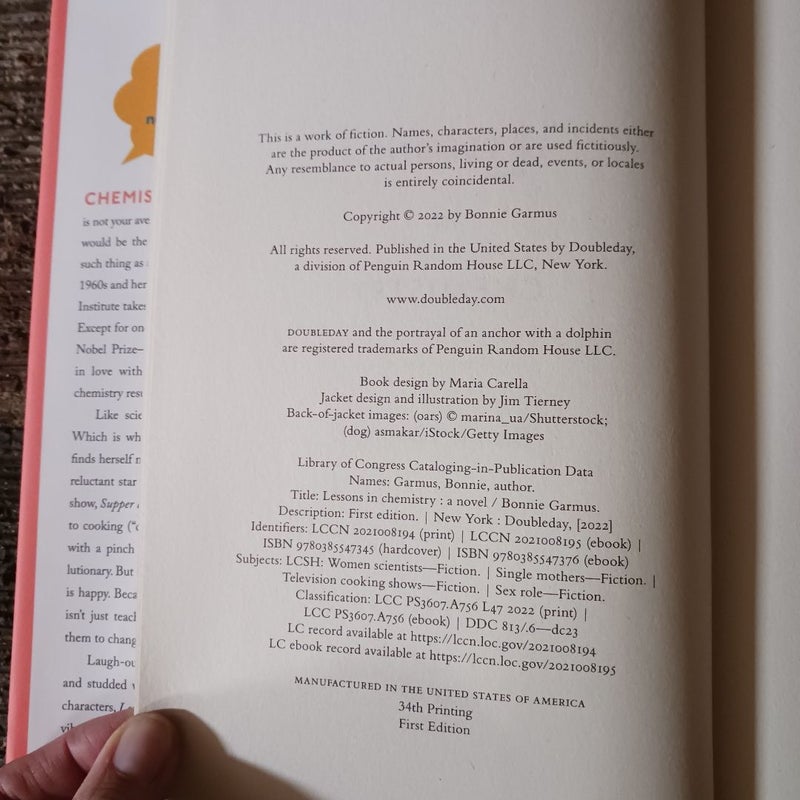 n
CHEMIS
is not your ave
would be the
such thing as
1960s and her
Institute takes
Except for on
Nobel Prize—
in love with
chemistry rest
Like scie
Which is wh
finds herself
reluctant star
show, Supper
to cooking (“c
with a pinch
lutionary. But
is happy. Beca
isn’t just teacl
them to chang
Laugh-ou
and studded
characters,
This is a work of fiction. Names, characters, places, and incidents either
are the product of the author’s imagination or are used fictitiously.
Any resemblance to actual persons, living or dead, events, or locales
is entirely coincidental.
Copyright © 2022 by Bonnie Garmus
All rights reserved. Published in the United States by Doubleday,
a division of Penguin Random House LLC, New York.
www.doubleday.com
DOUBLEDAY and the portrayal of an anchor with a dolphin
are registered trademarks of Penguin Random House LLC.
Book design by Maria Carella
Jacket design and illustration by Jim Tierney
Back-of-jacket images: (oars) © marina_ua/Shutterstock;
(dog) asmakar/iStock/Getty Images
Library of Congress Cataloging-in-Publication Data
Names: Garmus, Bonnie, author.
Title: Lessons in chemistry : a novel / Bonnie Garmus.
Description: First edition. | New York : Doubleday, [2022]
Identifiers: LCCN 2021008194 (print) | LCCN 2021008195 (ebook) |
ISBN 9780385547345 (hardcover) | ISBN 9780385547376 (ebook)
Subjects: LCSH: Women scientists—Fiction. | Single mothers—Fiction. |
Television cooking shows—Fiction. | Sex role—Fiction.
Classification: LCC PS3607.A756 L47 2022 (print) |
LCC PS3607.A756 (ebook) | DDC 813/.6—dc23
LC record available at https://lccn.loc.gov/2021008194
LC ebook record available at https://lccn.loc.gov/2021008195
MANUFACTURED IN THE UNITED STATES OF AMERICA
34th Printing
First Edition